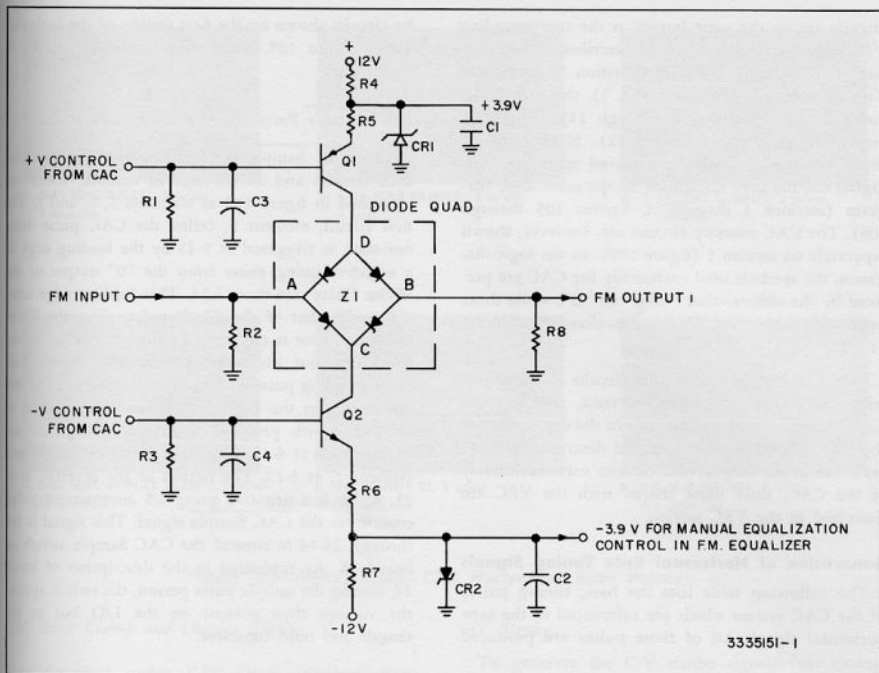 +
12V
R4
+3.9V
R5
CR1
C1
Q1
+V CONTROL
FROM CAC
R1
C3
DIODE QUAD
D
A
Z1
B
FM INPUT
FM OUTPUT 1
R2
R8
C
-V CONTROL
FROM CAC
Q2
R3
C4
R6
-3.9 V FOR MANUAL EQUALIZATION
CONTROL IN F.M. EQUALIZER
R7
CR2
C2
-12V
3335151-1